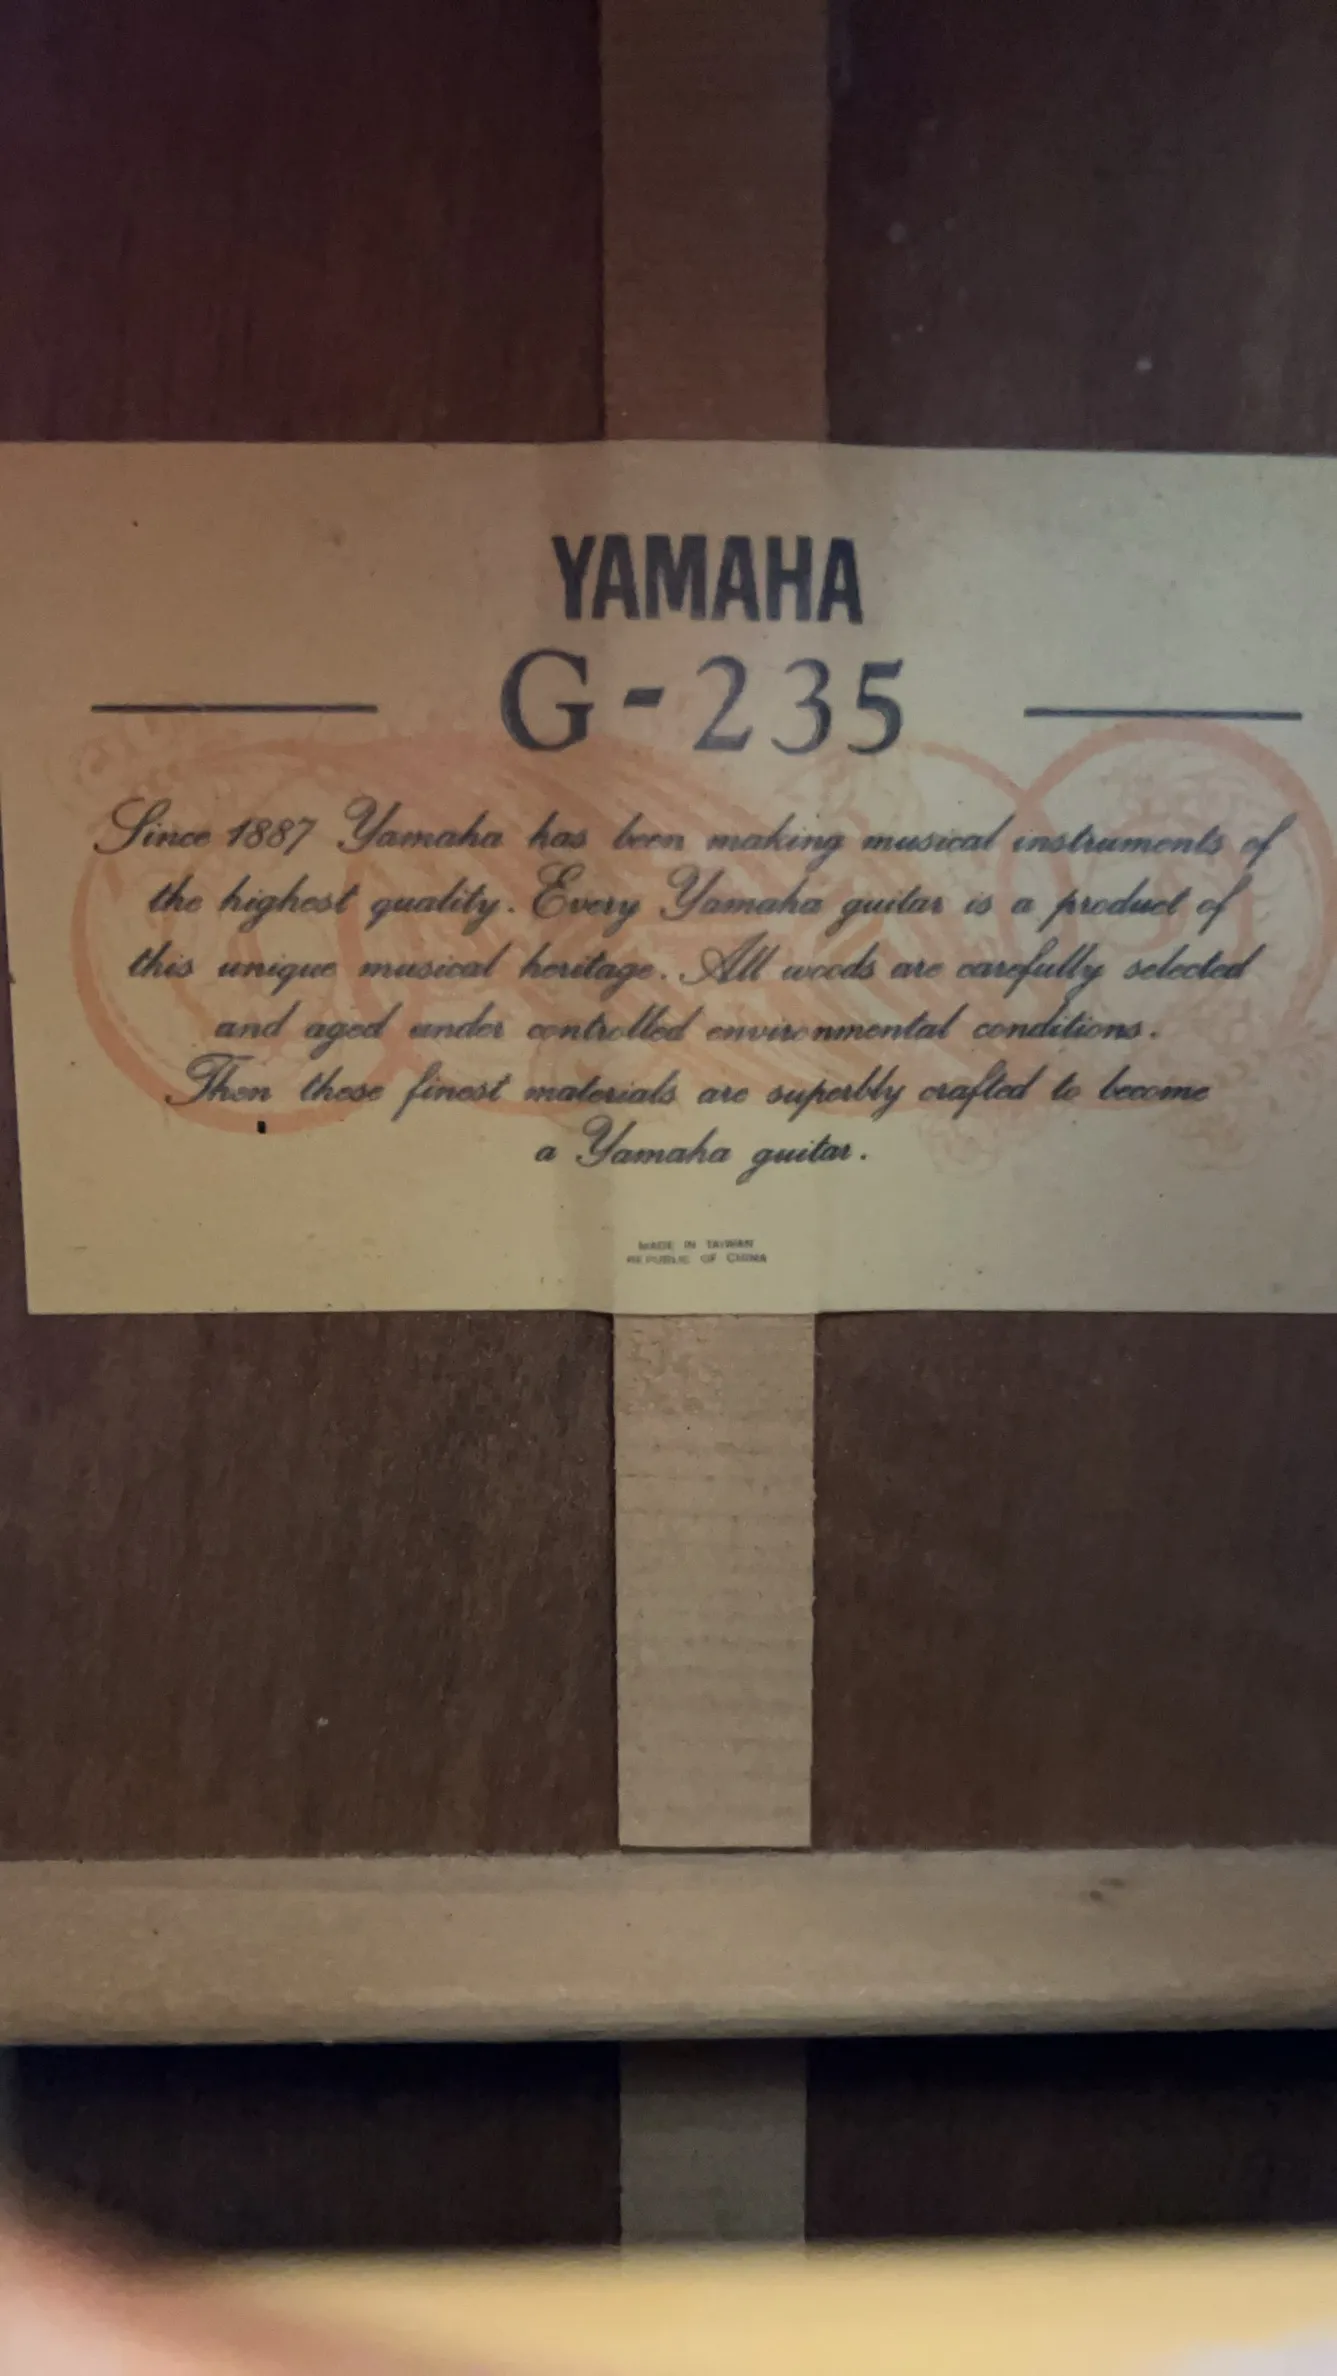 YAMAHA
G-235
Since 1887 Yamaha has been making musical instruments of
the highest quality. Every Yamaha guitar is a product of
this unique musical heritage. All woods are carefully selected
and aged under controlled environmental conditions.
Then these finest materials are superbly crafted to become
a Yamaha guitar.
MADE IN TAIWAN
REPUBLIC OF CHINA